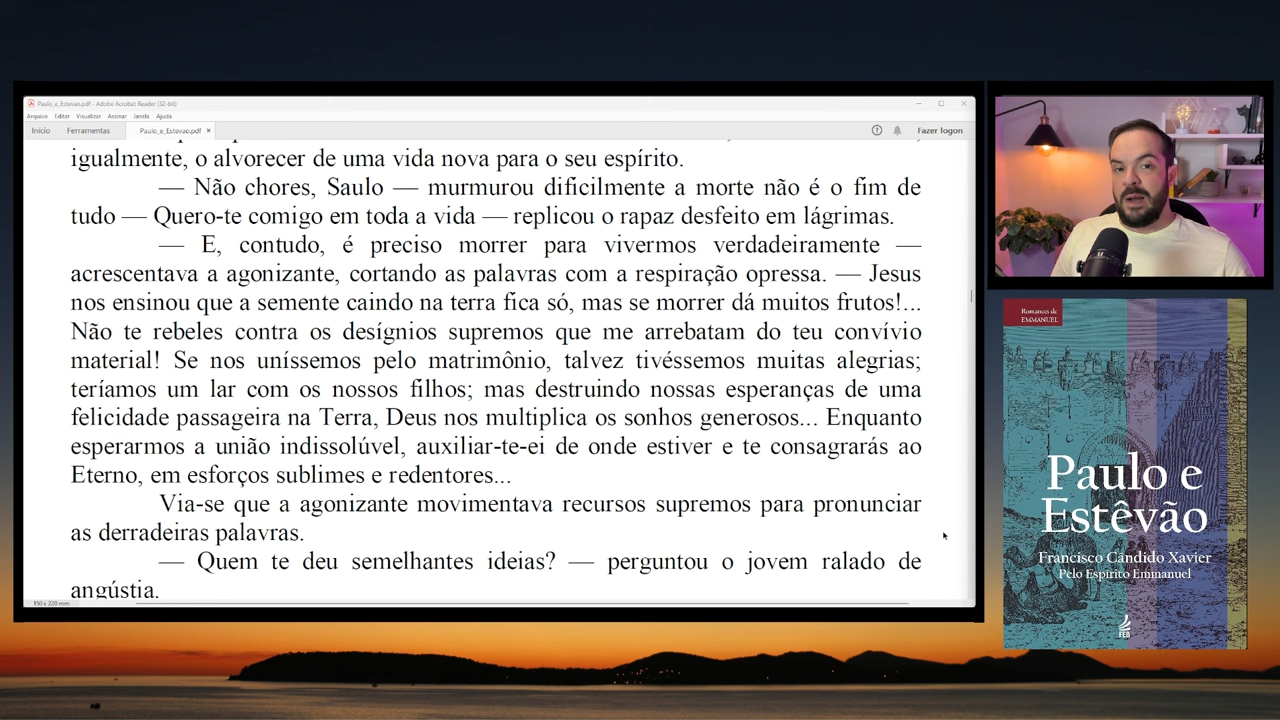 Paulo_e_Estevao.pdf - Adobe Acrobat Reader (32-bit)
Arquivo Editar Visualizar Assinar Janela Ajuda
Início Ferramentas Paulo_e_Estevao.pdf × ? Fazer logon
igualmente, o alvorecer de uma vida nova para o seu espírito.
— Não chores, Saulo — murmurou dificilmente a morte não é o fim de
tudo — Quero-te comigo em toda a vida — replicou o rapaz desfeito em lágrimas.
— E, contudo, é preciso morrer para vivermos verdadeiramente —
acrescentava a agonizante, cortando as palavras com a respiração opressa. — Jesus
nos ensinou que a semente caindo na terra fica só, mas se morrer dá muitos frutos!...
Não te rebeles contra os desígnios supremos que me arrebatam do teu convívio
material! Se nos uníssemos pelo matrimônio, talvez tivéssemos muitas alegrias;
teríamos um lar com os nossos filhos; mas destruindo nossas esperanças de uma
felicidade passageira na Terra, Deus nos multiplica os sonhos generosos... Enquanto
esperarmos a união indissolúvel, auxiliar-te-ei de onde estiver e te consagrarás ao
Eterno, em esforços sublimes e redentores...
Via-se que a agonizante movimentava recursos supremos para pronunciar
as derradeiras palavras.
— Quem te deu semelhantes ideias? — perguntou o jovem ralado de
angústia.
150 x 220 mm
Romances de
EMMANUEL
Paulo e
Estêvão
Francisco Cândido Xavier
Pelo Espírito Emmanuel
FEB